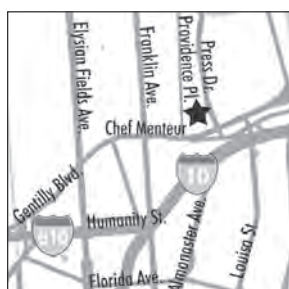 Elysian Fields Ave.
Franklin Ave.
Providence Pl.
Press Dr.
Chef Menteur
Gentilly Blvd.
10
610
Humanity St.
Almonaster Ave.
Louisa St.
Florida Ave.